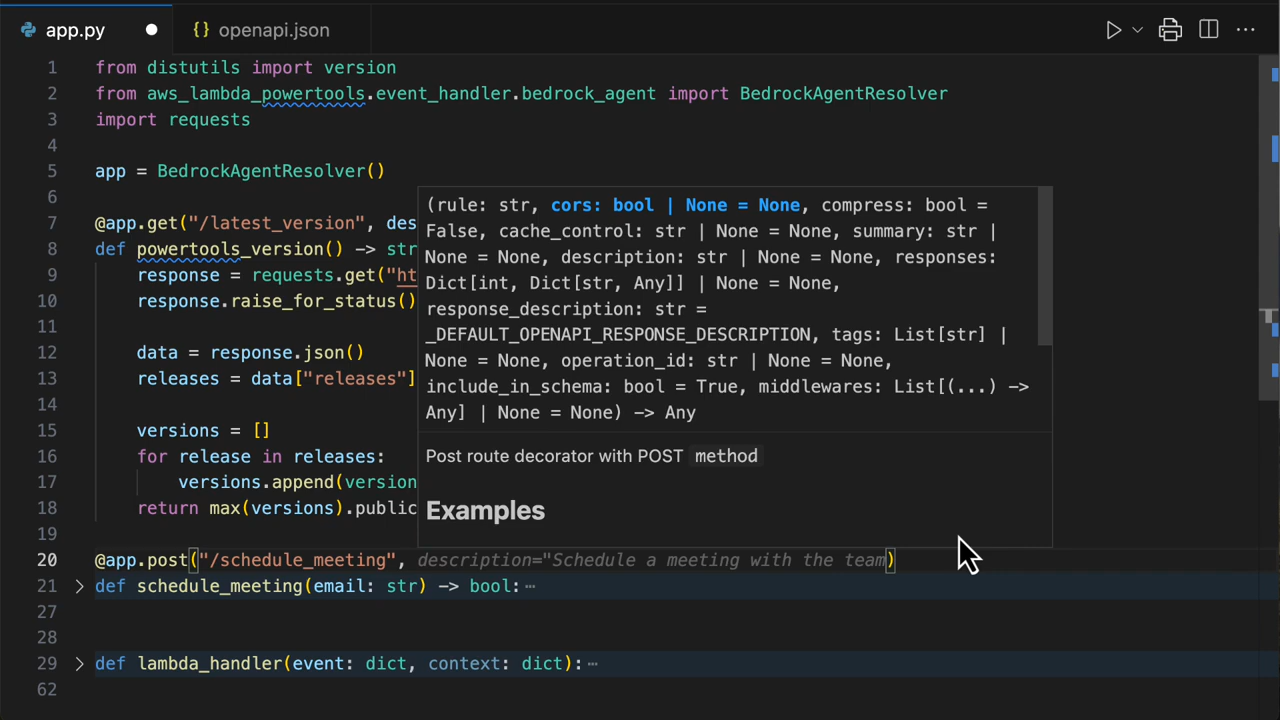 app.py
{} openapi.json
1 from distutils import version
2 from aws_lambda_powertools.event_handler.bedrock_agent import BedrockAgentResolver
3 import requests
4
5 app = BedrockAgentResolver()
6
7 @app.get("/latest_version", des
8 def powertools_version() -> str
9 response = requests.get("ht
10 response.raise_for_status()
11
12 data = response.json()
13 releases = data["releases"]
14
15 versions = []
16 for release in releases:
17 versions.append(version
18 return max(versions).public
19
(rule: str, cors: bool | None = None, compress: bool =
False, cache_control: str | None = None, summary: str |
None = None, description: str | None = None, responses:
Dict[int, Dict[str, Any]] | None = None,
response_description: str =
_DEFAULT_OPENAPI_RESPONSE_DESCRIPTION, tags: List[str] |
None = None, operation_id: str | None = None,
include_in_schema: bool = True, middlewares: List[(...) ->
Any] | None = None) -> Any
Post route decorator with POST method
Examples
20 @app.post("/schedule_meeting", description="Schedule a meeting with the team)
21 def schedule_meeting(email: str) -> bool:⋯
27
28
29 def lambda_handler(event: dict, context: dict):⋯
62